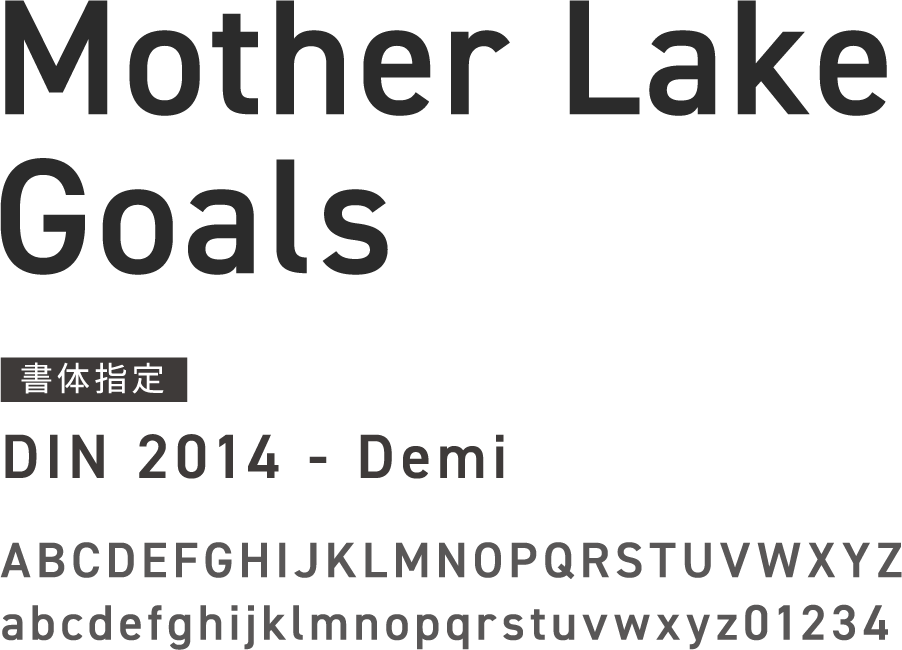 Mother Lake
Goals
書体指定
DIN 2014 - Demi
ABCDEFGHIJKLMNOPQRSTUVWXYZ
abcdefghijklmnopqrstuvwxyz01234